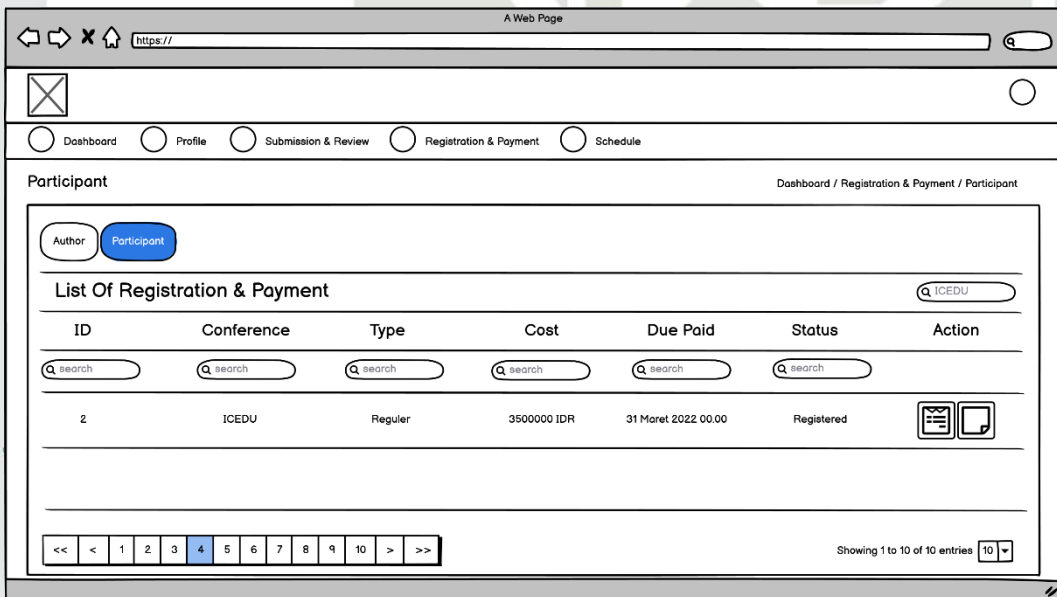 A Web Page
https://
Dashboard Profile Submission & Review Registration & Payment Schedule
Participant Dashboard / Registration & Payment / Participant
Author Participant
List Of Registration & Payment ICEDU
ID Conference Type Cost Due Paid Status Action
search search search search search search
2 ICEDU Reguler 3500000 IDR 31 Maret 2022 00.00 Registered
<< < 1 2 3 4 5 6 7 8 9 10 > >> Showing 1 to 10 of 10 entries 10